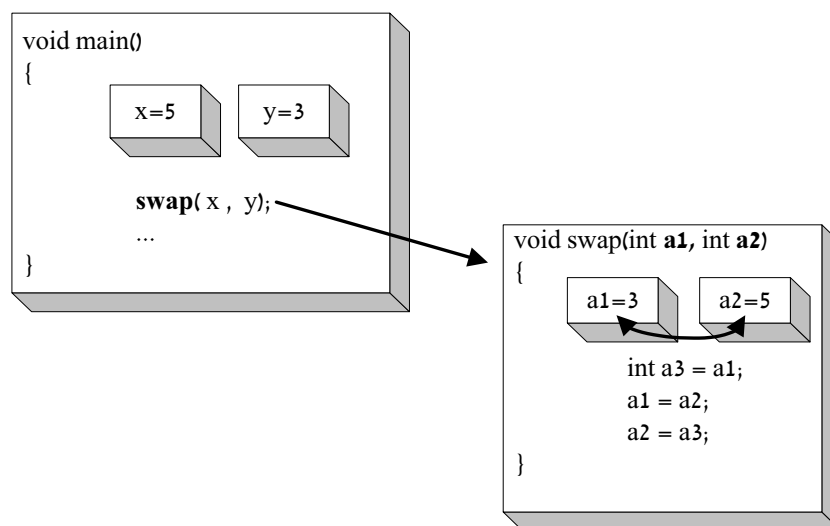 void main()
{
x=5
y=3
swap( x , y);
...
}
void swap(int a1, int a2)
{
a1=3
a2=5
int a3 = a1;
a1 = a2;
a2 = a3;
}